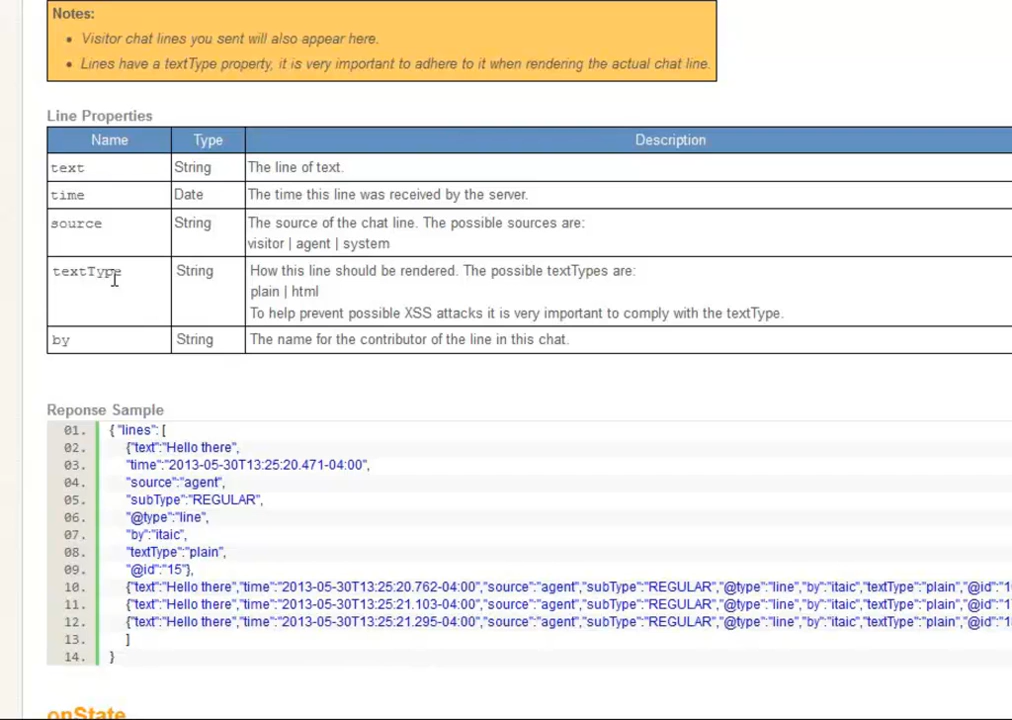 Notes:
Visitor chat lines you sent will also appear here.
Lines have a textType property, it is very important to adhere to it when rendering the actual chat line.
Line Properties
Name Type Description
text String The line of text.
time Date The time this line was received by the server.
source String The source of the chat line. The possible sources are:
visitor | agent | system
textType String How this line should be rendered. The possible textTypes are:
plain | html
To help prevent possible XSS attacks it is very important to comply with the textType.
by String The name for the contributor of the line in this chat.
Reponse Sample
01. { "lines": [
02. {"text":"Hello there",
03. "time":"2013-05-30T13:25:20.471-04:00",
04. "source":"agent",
05. "subType":"REGULAR",
06. "@type":"line",
07. "by":"itaic",
08. "textType":"plain",
09. "@id":"15"},
10. {"text":"Hello there","time":"2013-05-30T13:25:20.762-04:00","source":"agent","subType":"REGULAR","@type":"line","by":"itaic","textType":"plain","@id":"1
11. {"text":"Hello there","time":"2013-05-30T13:25:21.103-04:00","source":"agent","subType":"REGULAR","@type":"line","by":"itaic","textType":"plain","@id":"1
12. {"text":"Hello there","time":"2013-05-30T13:25:21.295-04:00","source":"agent","subType":"REGULAR","@type":"line","by":"itaic","textType":"plain","@id":"1
13. ]
14. }
onState